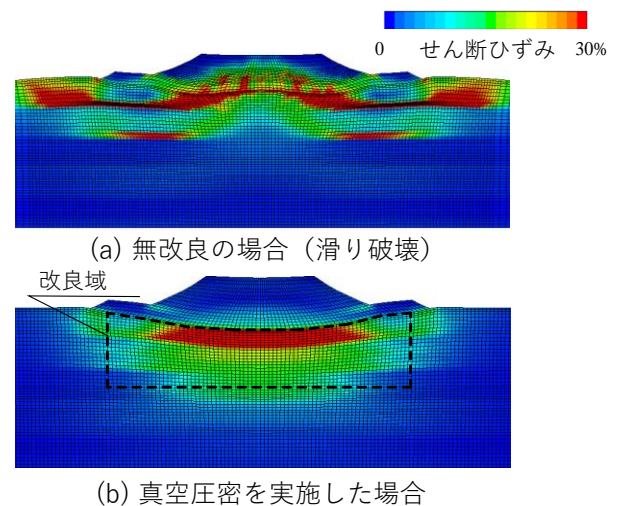 0 せん断ひずみ 30%
(a) 無改良の場合（滑り破壊）
改良域
(b) 真空圧密を実施した場合